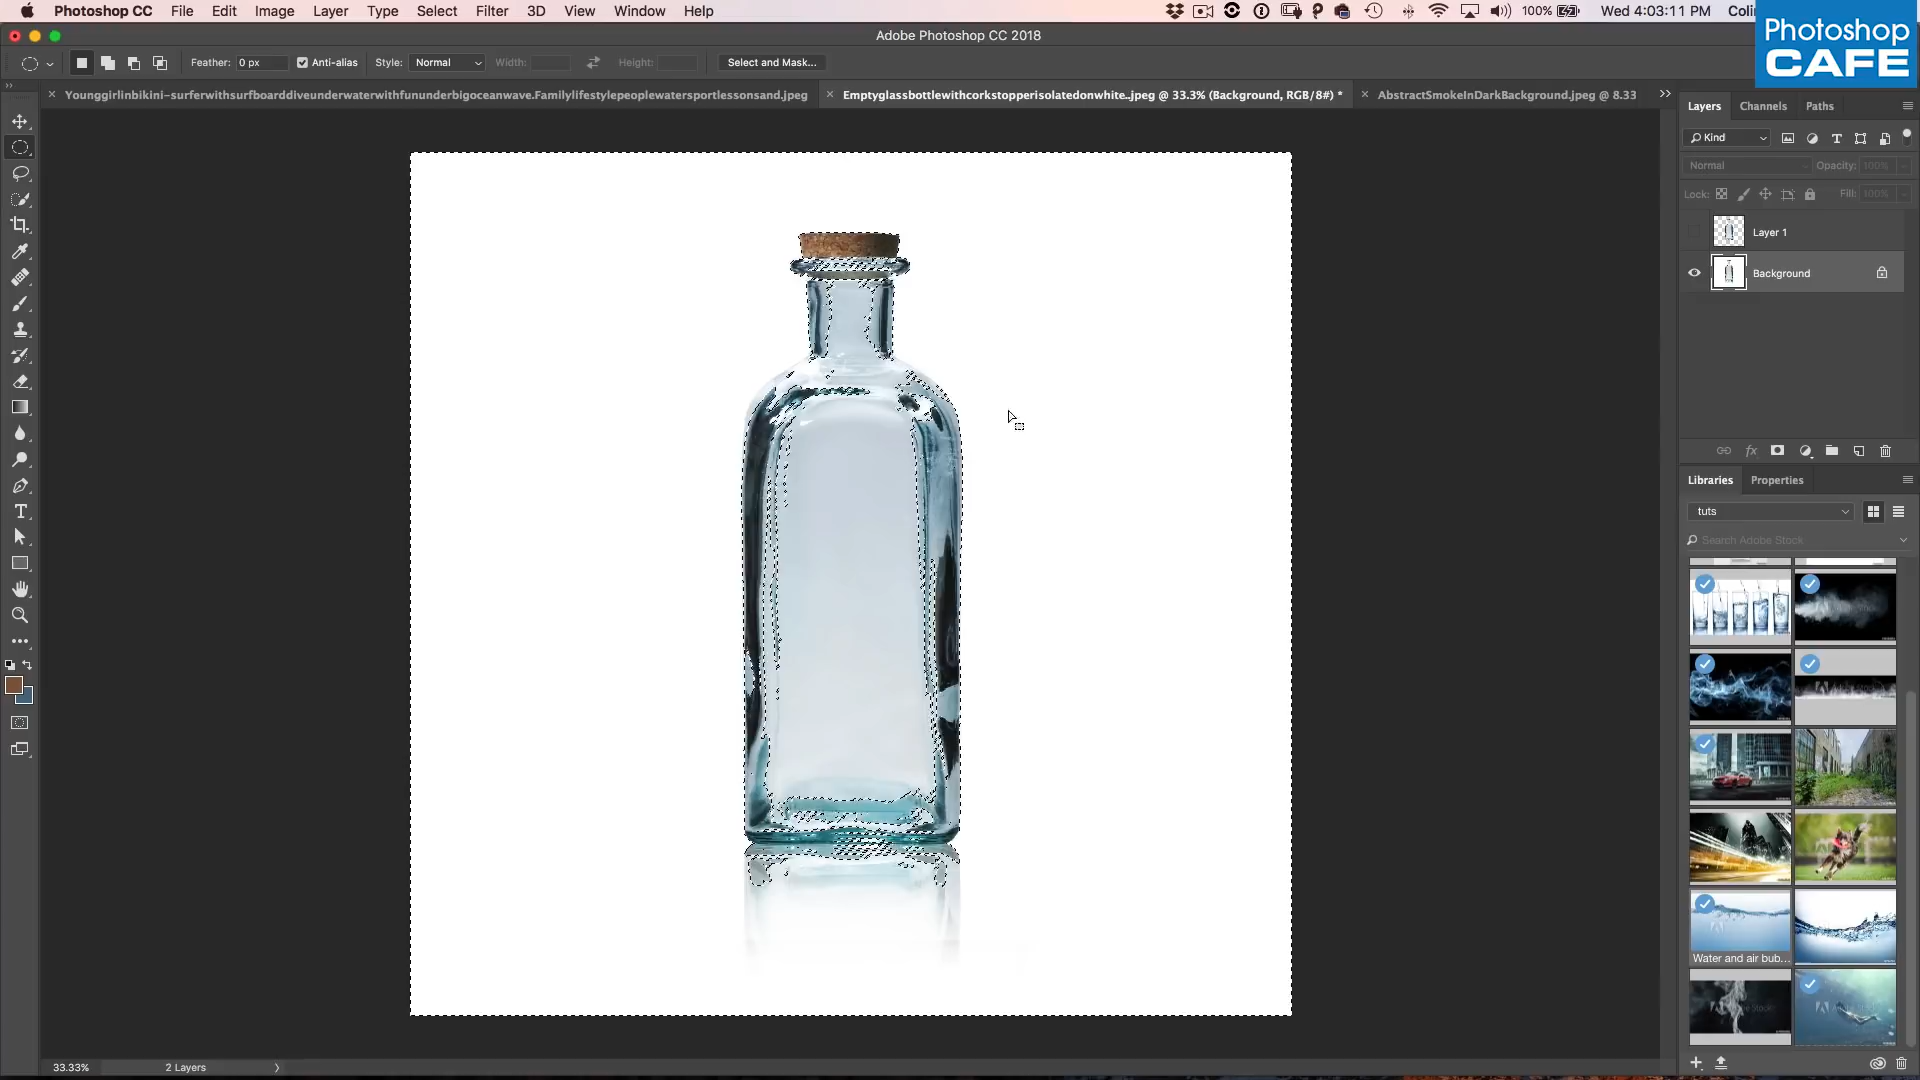 Photoshop CC File Edit Image Layer Type Select Filter 3D View Window Help 100% Wed 4:03:11 PM Coli
Photoshop
CAFE
Adobe Photoshop CC 2018
Feather: 0 px Anti-alias Style: Normal Width: Height: Select and Mask...
Younggirlinbikini-surferwithsurfboarddiveunderwaterwithfununderbigoceanwave.Familylifestylepeoplewatersportlessonsand.jpeg
Emptyglassbottlewithcorkstopperisolatedonwhite..jpeg @ 33.3% (Background, RGB/8#) *
AbstractSmokeInDarkBackground.jpeg @ 8.33
Layers Channels Paths
Kind
Normal Opacity: 100%
Lock: Fill: 100%
Layer 1
Background
Libraries Properties
tuts
Search Adobe Stock
Water and air bub...
33.33% 2 Layers